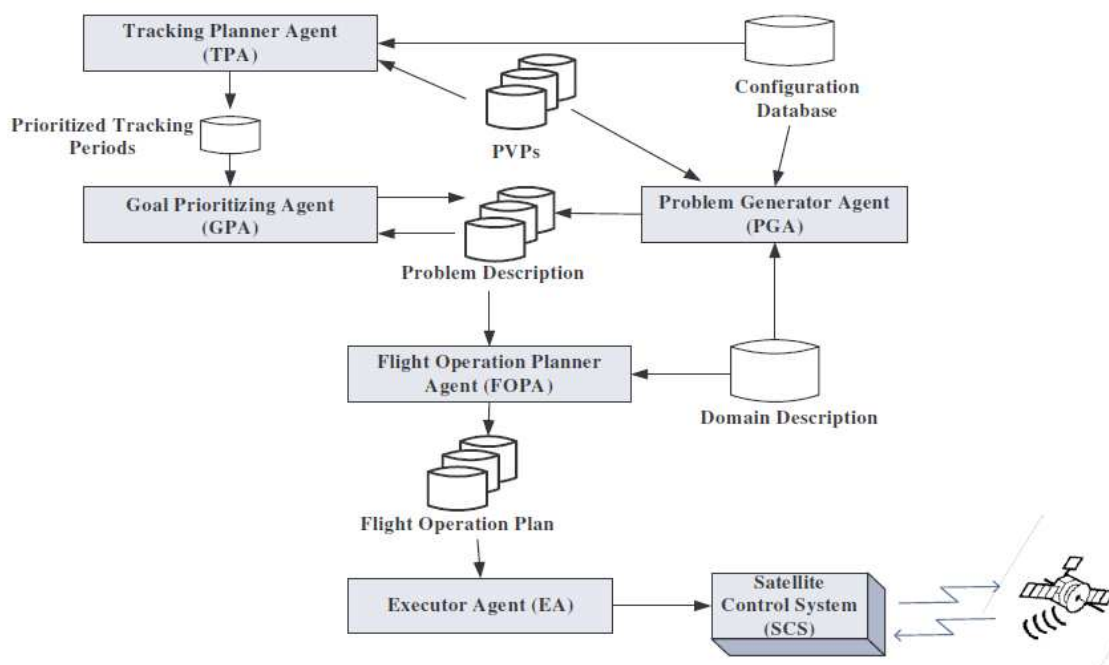 Tracking Planner Agent
(TPA)
Configuration
Database
Prioritized Tracking
Periods
PVPs
Goal Prioritizing Agent
(GPA)
Problem Generator Agent
(PGA)
Problem Description
Flight Operation Planner
Agent (FOPA)
Domain Description
Flight Operation Plan
Executor Agent (EA)
Satellite
Control System
(SCS)